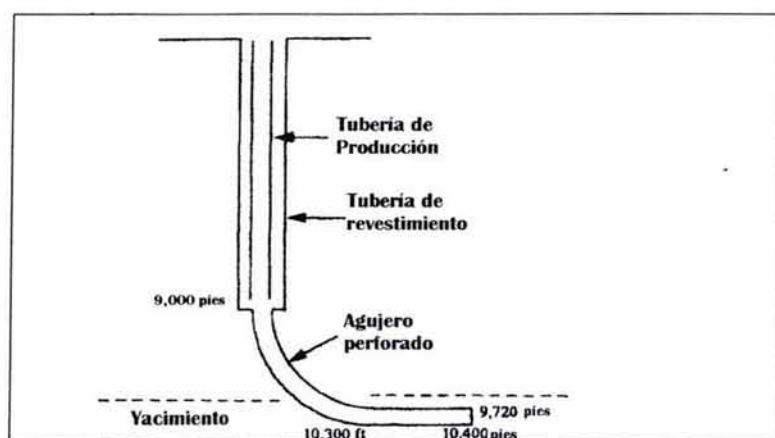 Tubería de
Producción
Tubería de
revestimiento
9,000 pies
Agujero
perforado
Yacimiento
9,720 pies
10,300 ft
10,400 pies